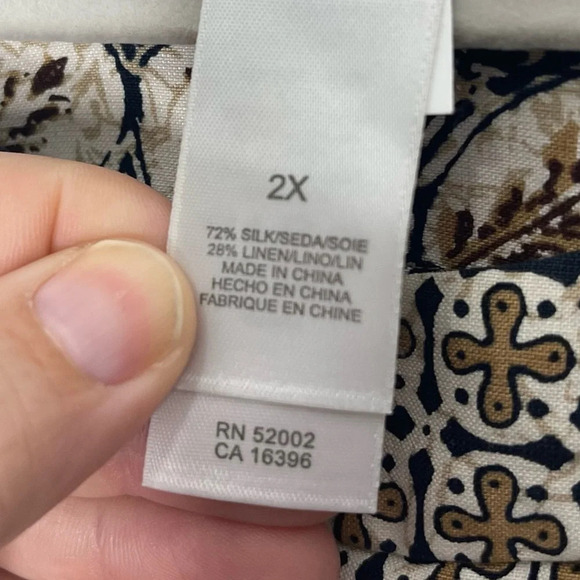 2X
72% SILK/SEDA/SOIE
28% LINEN/LINO/LIN
MADE IN CHINA
HECHO EN CHINA
FABRIQUE EN CHINE
RN 52002
CA 16396